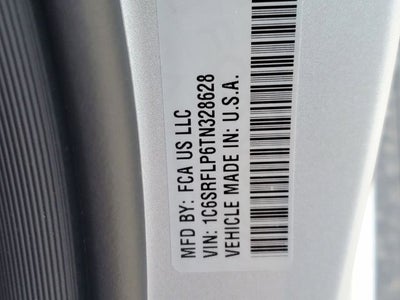 MFD BY: FCA US LLC
VIN: 1C6SRFLP6TN328628
VEHICLE MADE IN: U.S.A.